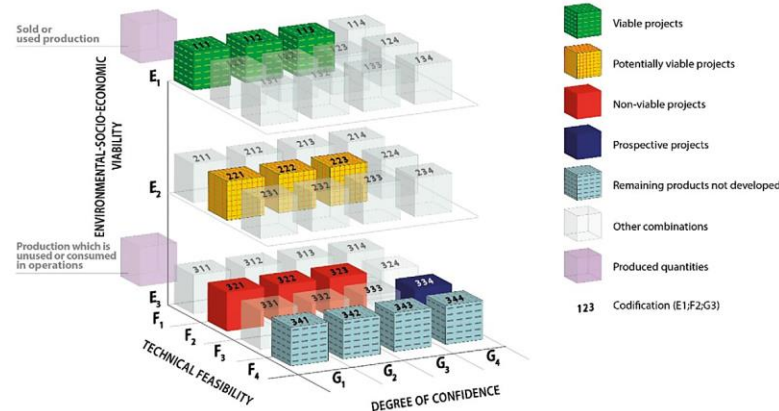 Sold or
used production
E1
ENVIRONMENTAL-SOCIO-ECONOMIC
VIABILITY
111
112
113
114
123
124
131
132
133
134
E2
211
212
213
214
221
222
223
224
231
232
233
234
Production which is
unused or consumed
in operations
E3
311
312
313
314
321
322
323
324
331
332
333
334
341
342
343
344
F1
F2
F3
F4
TECHNICAL FEASIBILITY
G1
G2
G3
G4
DEGREE OF CONFIDENCE
Viable projects
Potentially viable projects
Non-viable projects
Prospective projects
Remaining products not developed
Other combinations
Produced quantities
123 Codification (E1;F2;G3)